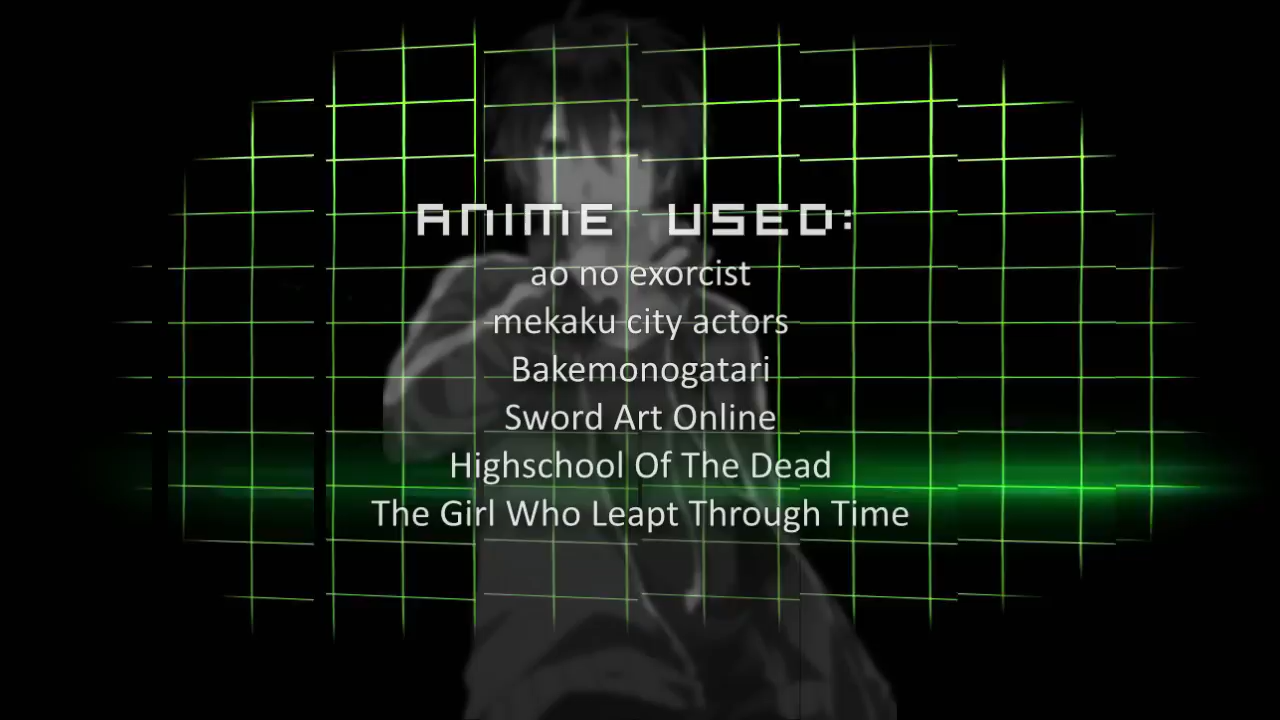 ANIME USED:
ao no exorcist
mekaku city actors
Bakemonogatari
Sword Art Online
Highschool Of The Dead
The Girl Who Leapt Through Time